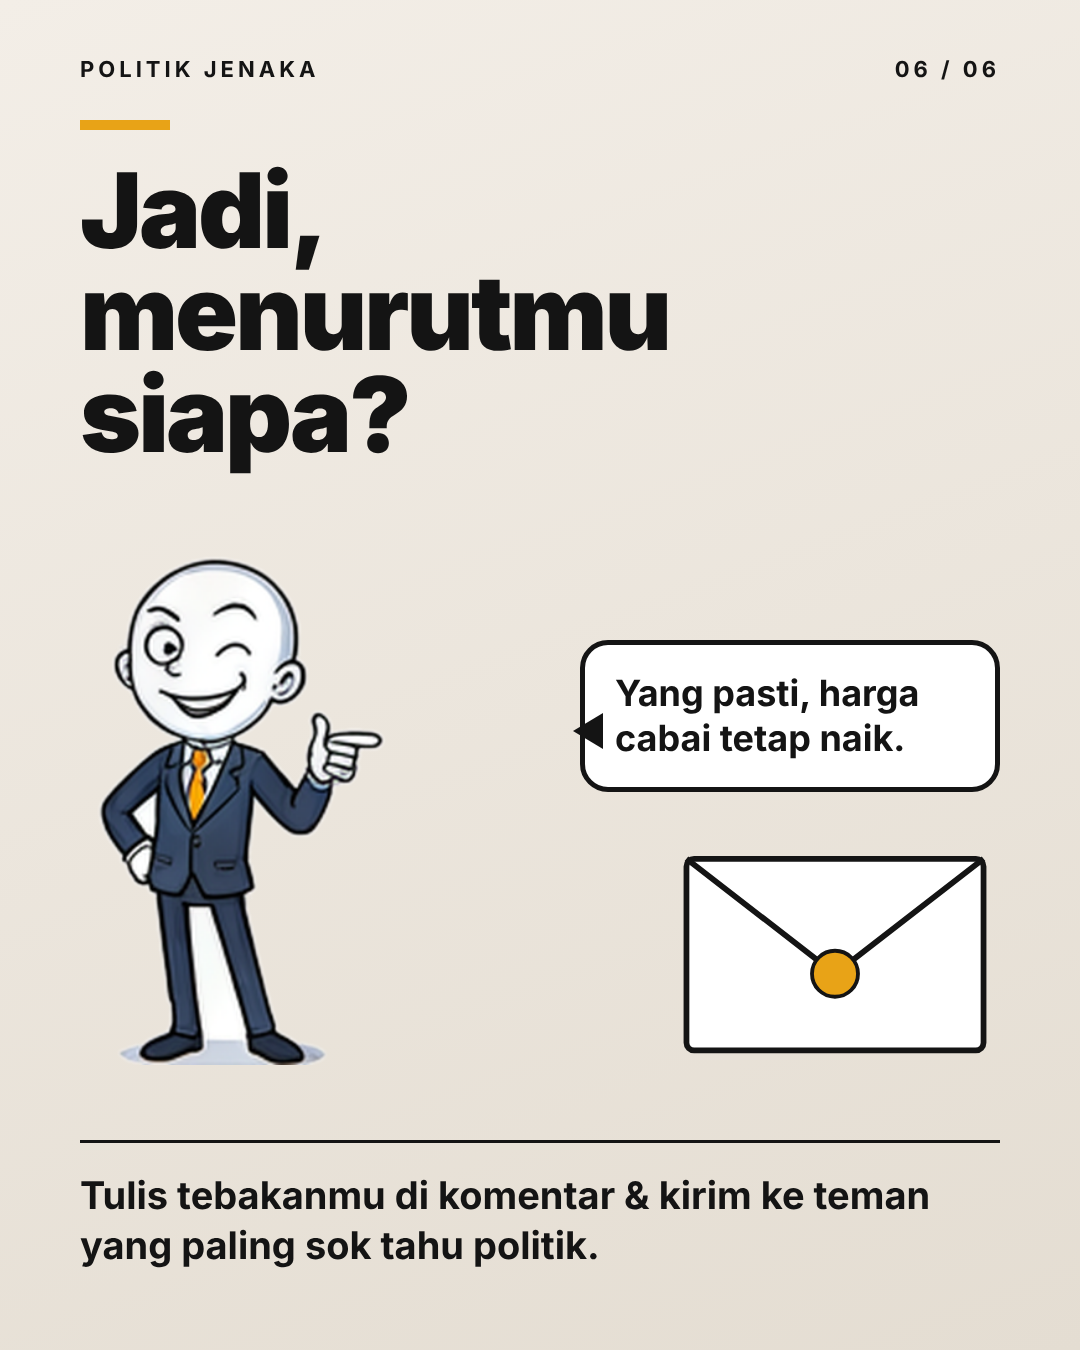 POLITIK JENAKA
06 / 06
Jadi,
menurutmu
siapa?
Yang pasti, harga
cabai tetap naik.
Tulis tebakanmu di komentar & kirim ke teman
yang paling sok tahu politik.